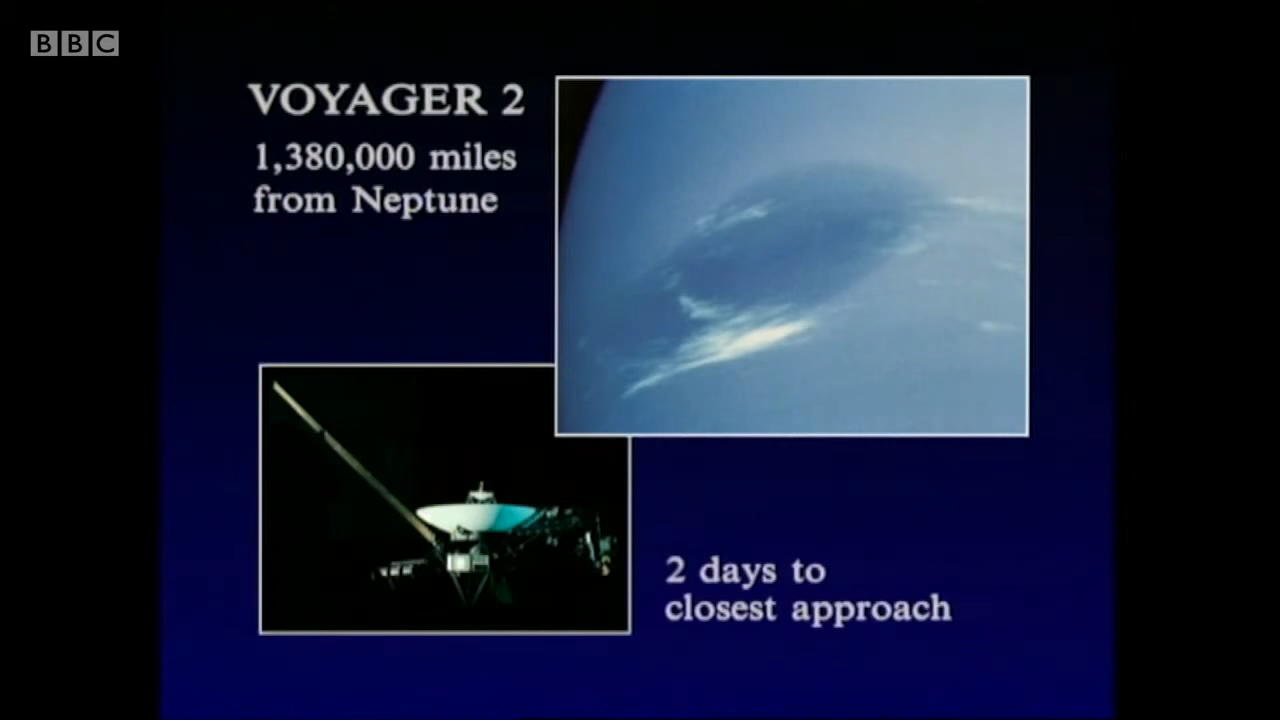 BBC
VOYAGER 2
1,380,000 miles
from Neptune
2 days to
closest approach